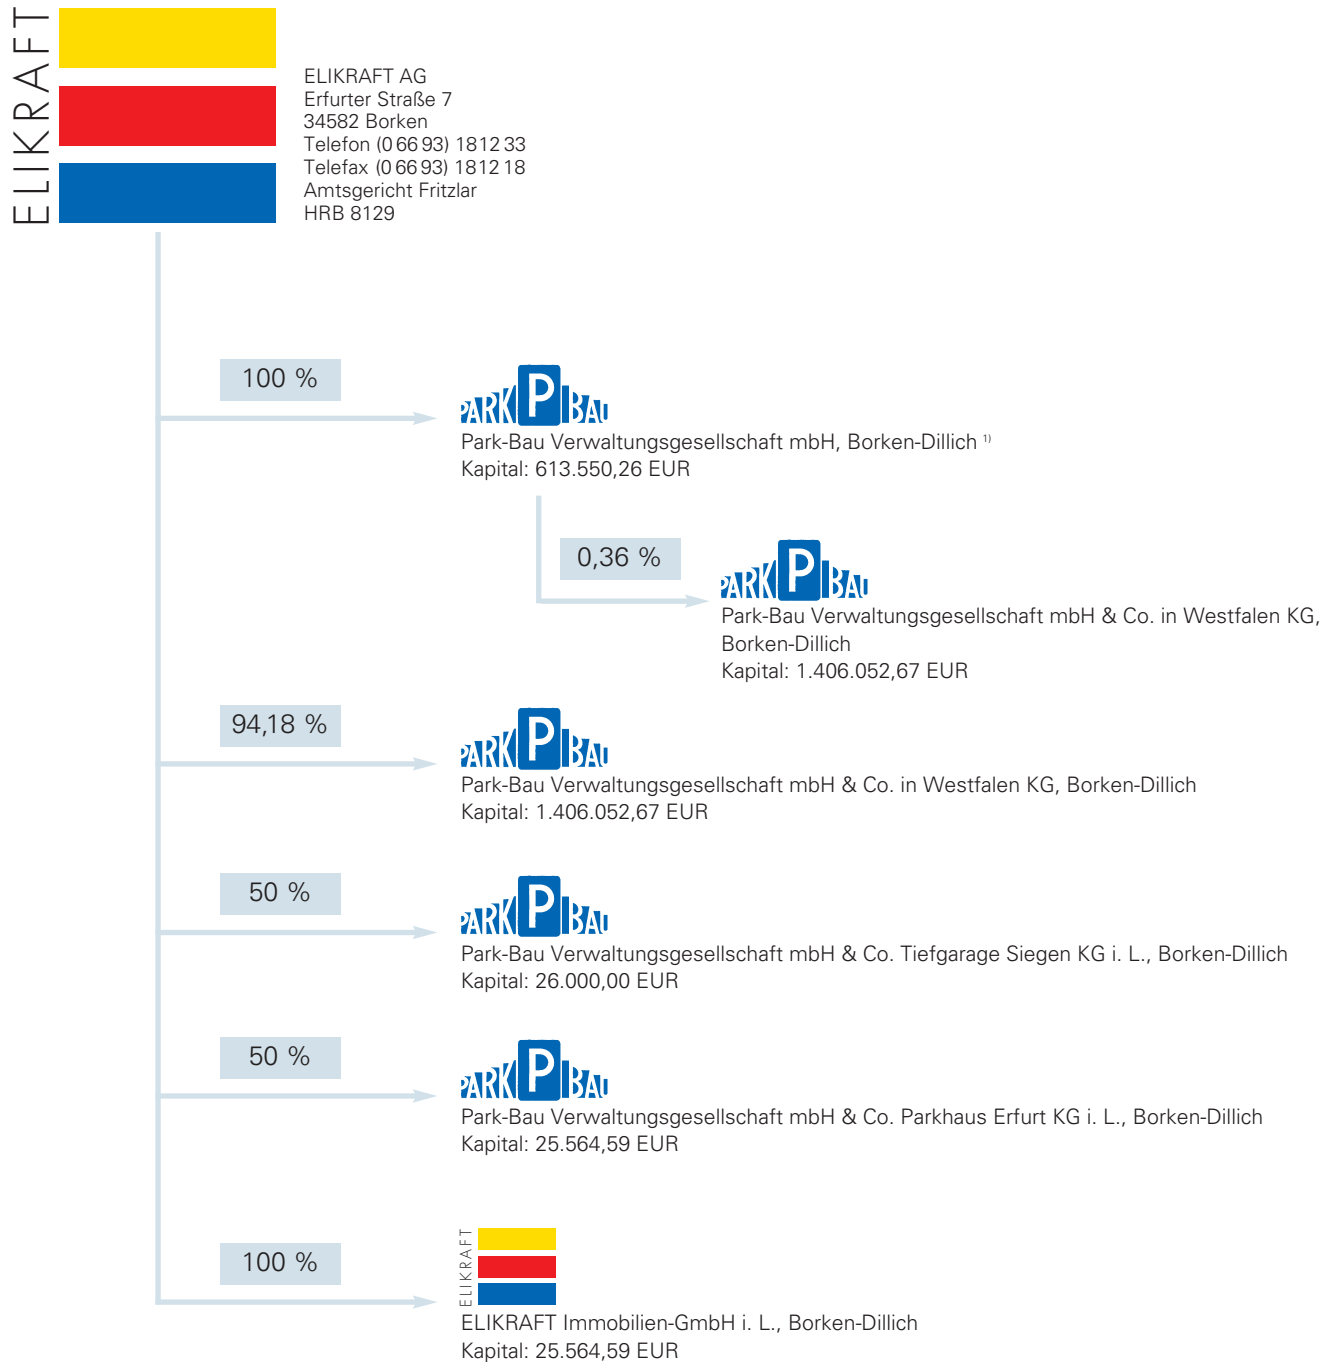 ELIKRAFT
ELIKRAFT AG
Erfurter Straße 7
34582 Borken
Telefon (0 66 93) 18 12 33
Telefax (0 66 93) 18 12 18
Amtsgericht Fritzlar
HRB 8129
100 %
PARK P BAU
Park-Bau Verwaltungsgesellschaft mbH, Borken-Dillich 1)
Kapital: 613.550,26 EUR
0,36 %
PARK P BAU
Park-Bau Verwaltungsgesellschaft mbH & Co. in Westfalen KG,
Borken-Dillich
Kapital: 1.406.052,67 EUR
94,18 %
PARK P BAU
Park-Bau Verwaltungsgesellschaft mbH & Co. in Westfalen KG, Borken-Dillich
Kapital: 1.406.052,67 EUR
50 %
PARK P BAU
Park-Bau Verwaltungsgesellschaft mbH & Co. Tiefgarage Siegen KG i. L., Borken-Dillich
Kapital: 26.000,00 EUR
50 %
PARK P BAU
Park-Bau Verwaltungsgesellschaft mbH & Co. Parkhaus Erfurt KG i. L., Borken-Dillich
Kapital: 25.564,59 EUR
100 %
ELIKRAFT
ELIKRAFT Immobilien-GmbH i. L., Borken-Dillich
Kapital: 25.564,59 EUR